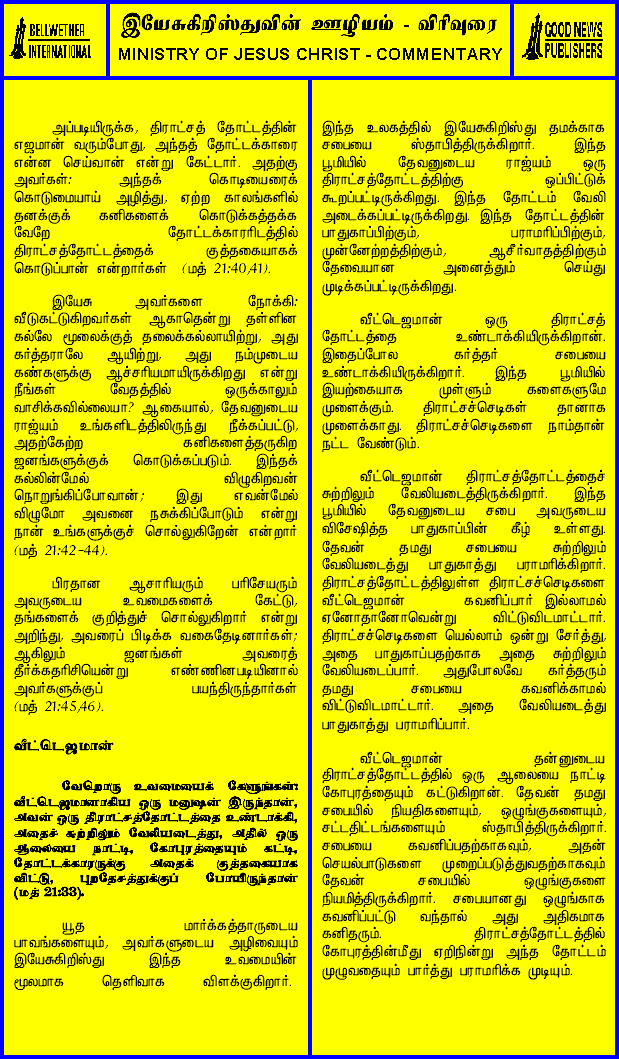 BELLWETHER
INTERNATIONAL
இயேசுகிறிஸ்துவின் ஊழியம் - விரிவுரை
MINISTRY OF JESUS CHRIST - COMMENTARY
GOOD NEWS
PUBLISHERS
அப்படியிருக்க, திராட்சத் தோட்டத்தின்
எஜமான் வரும்போது, அந்தத் தோட்டக்காரரை
என்ன செய்வான் என்று கேட்டார். அதற்கு
அவர்கள்: அந்தக் கொடியரைக்
கொடுமையாய் அழித்து, ஏற்ற காலங்களில்
தனக்குக் கனிகளைக் கொடுக்கத்தக்க
வேறே தோட்டக்காரரிடத்தில்
திராட்சத்தோட்டத்தைக் குத்தகையாகக்
கொடுப்பான் என்றார்கள் (மத் 21:40,41).
இயேசு அவர்களை நோக்கி:
வீடுகட்டுகிறவர்கள் ஆகாதென்று தள்ளின
கல்லே மூலைக்குத் தலைக்கல்லாயிற்று, அது
கர்த்தராலே ஆயிற்று, அது நம்முடைய
கண்களுக்கு ஆச்சரியமாயிருக்கிறது என்று
நீங்கள் வேதத்தில் ஒருக்காலும்
வாசிக்கவில்லையா? ஆகையால், தேவனுடைய
ராஜ்யம் உங்களிடத்திலிருந்து நீக்கப்பட்டு,
அதற்கேற்ற கனிகளைத்தருகிற
ஜனங்களுக்குக் கொடுக்கப்படும். இந்தக்
கல்லின்மேல் விழுகிறவன்
நொறுங்கிப்போவான்; இது எவன்மேல்
விழுமோ அவனை நசுக்கிப்போடும் என்று
நான் உங்களுக்குச் சொல்லுகிறேன் என்றார்
(மத் 21:42-44).
பிரதான ஆசாரியரும் பரிசேயரும்
அவருடைய உவமைகளைக் கேட்டு,
தங்களைக் குறித்துச் சொல்லுகிறார் என்று
அறிந்து, அவரைப் பிடிக்க வகைதேடினார்கள்;
ஆகிலும் ஜனங்கள் அவரைத்
தீர்க்கதரிசியென்று எண்ணினபடியினால்
அவர்களுக்குப் பயந்திருந்தார்கள்
(மத் 21:45,46).
வீட்டெஜமான்
வேறொரு உவமையைக் கேளுங்கள்:
வீட்டெஜமானாகிய ஒரு மனுஷன் இருந்தான்,
அவன் ஒரு திராட்சத்தோட்டத்தை உண்டாக்கி,
அதைச் சுற்றிலும் வேலியடைத்து, அதில் ஒரு
ஆலையை நாட்டி, கோபுரத்தையும் கட்டி,
தோட்டக்காரருக்கு அதைக் குத்தகையாக
விட்டு, புறதேசத்துக்குப் போயிருந்தான்
(மத் 21:33).
யூத மார்க்கத்தாருடைய
பாவங்களையும், அவர்களுடைய அழிவையும்
இயேசுகிறிஸ்து இந்த உவமையின்
மூலமாக தெளிவாக விளக்குகிறார்.
இந்த உலகத்தில் இயேசுகிறிஸ்து தமக்காக
சபையை ஸ்தாபித்திருக்கிறார். இந்த
பூமியில் தேவனுடைய ராஜ்யம் ஒரு
திராட்சத்தோட்டத்திற்கு ஒப்பிட்டுக்
கூறப்பட்டிருக்கிறது. இந்த தோட்டம் வேலி
அடைக்கப்பட்டிருக்கிறது. இந்த தோட்டத்தின்
பாதுகாப்பிற்கும், பராமரிப்பிற்கும்,
முன்னேற்றத்திற்கும், ஆசீர்வாதத்திற்கும்
தேவையான அனைத்தும் செய்து
முடிக்கப்பட்டிருக்கிறது.
வீட்டெஜமான் ஒரு திராட்சத்
தோட்டத்தை உண்டாக்கியிருக்கிறான்.
இதைப்போல கர்த்தர் சபையை
உண்டாக்கியிருக்கிறார். இந்த பூமியில்
இயற்கையாக முள்ளும் களைகளுமே
முளைக்கும். திராட்சச்செடிகள் தானாக
முளைக்காது. திராட்சச்செடிகளை நாம்தான்
நட்ட வேண்டும்.
வீட்டெஜமான் திராட்சத்தோட்டத்தைச்
சுற்றிலும் வேலியடைத்திருக்கிறார். இந்த
பூமியில் தேவனுடைய சபை அவருடைய
விசேஷித்த பாதுகாப்பின் கீழ் உள்ளது.
தேவன் தமது சபையை சுற்றிலும்
வேலியடைத்து பாதுகாத்து பராமரிக்கிறார்.
திராட்சத்தோட்டத்திலுள்ள திராட்சச்செடிகளை
வீட்டெஜமான் கவனிப்பார் இல்லாமல்
ஏனோதானோவென்று விட்டுவிடமாட்டார்.
திராட்சச்செடிகளை யெல்லாம் ஒன்று சேர்த்து,
அதை பாதுகாப்பதற்காக அதை சுற்றிலும்
வேலியடைப்பார். அதுபோலவே கர்த்தரும்
தமது சபையை கவனிக்காமல்
விட்டுவிடமாட்டார். அதை வேலியடைத்து
பாதுகாத்து பராமரிப்பார்.
வீட்டெஜமான் தன்னுடைய
திராட்சத்தோட்டத்தில் ஒரு ஆலையை நாட்டி
கோபுரத்தையும் கட்டுகிறான். தேவன் தமது
சபையில் நியதிகளையும், ஒழுங்குகளையும்,
சட்டதிட்டங்களையும் ஸ்தாபித்திருக்கிறார்.
சபையை கவனிப்பதற்காகவும், அதன்
செயல்பாடுகளை முறைப்படுத்துவதற்காகவும்
தேவன் சபையில் ஒழுங்குகளை
நியமித்திருக்கிறார். சபையானது ஒழுங்காக
கவனிப்பட்டு வந்தால் அது அதிகமாக
கனிதரும். திராட்சத்தோட்டத்தில்
கோபுரத்தின்மீது ஏறிநின்று அந்த தோட்டம்
முழுவதையும் பார்த்து பராமரிக்க முடியும்.